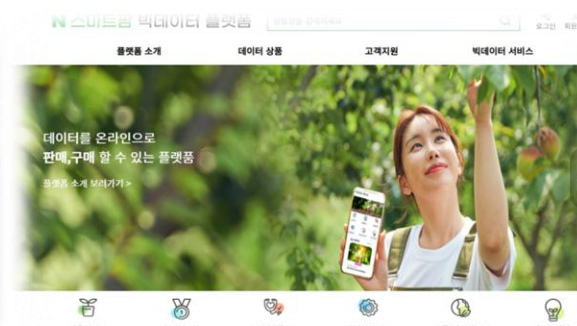 N 스마트팜 빅데이터 플랫폼
로그인
플랫폼 소개 데이터 상품 고객지원 빅데이터 서비스
데이터를 온라인으로
판매,구매 할 수 있는 플랫폼
플랫폼 소개 보러가기 >